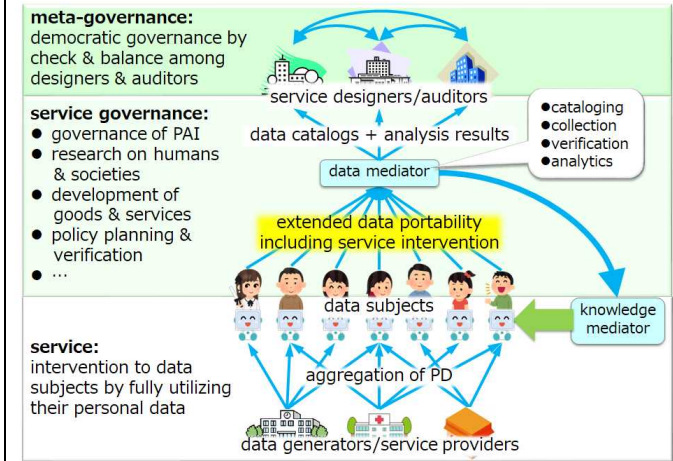 meta-governance:
democratic governance by
check & balance among
designers & auditors
service designers/auditors
service governance:
● governance of PAI
● research on humans
& societies
● development of
goods & services
● policy planning &
verification
● ...
data catalogs + analysis results
●cataloging
●collection
●verification
●analytics
data mediator
extended data portability
including service intervention
data subjects
knowledge
mediator
service:
intervention to data
subjects by fully utilizing
their personal data
aggregation of PD
data generators/service providers